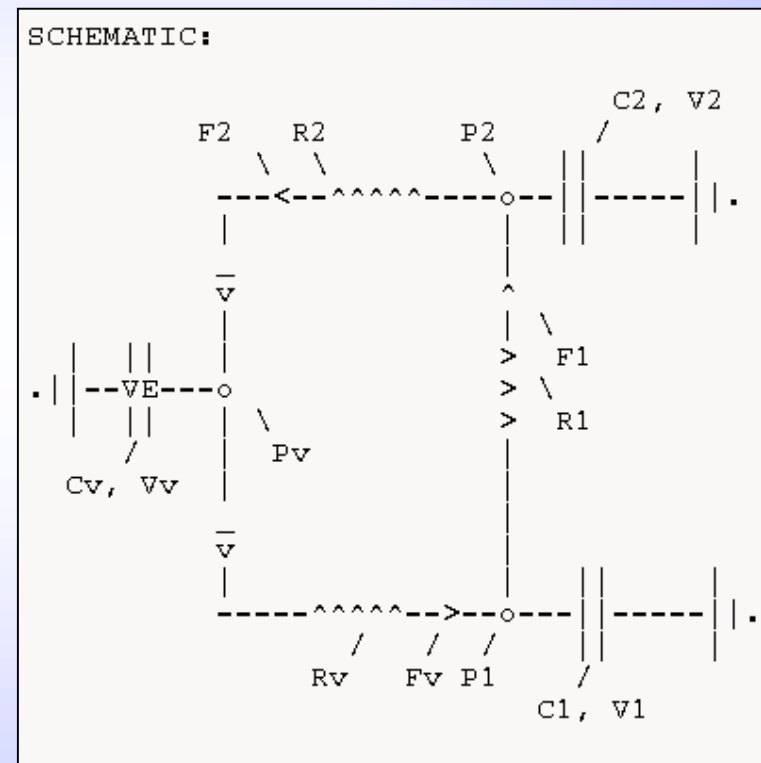 SCHEMATIC:
C2, V2
F2 R2 P2
F1
VE
R1
Pv
Cv, Vv
Rv Fv P1
C1, V1